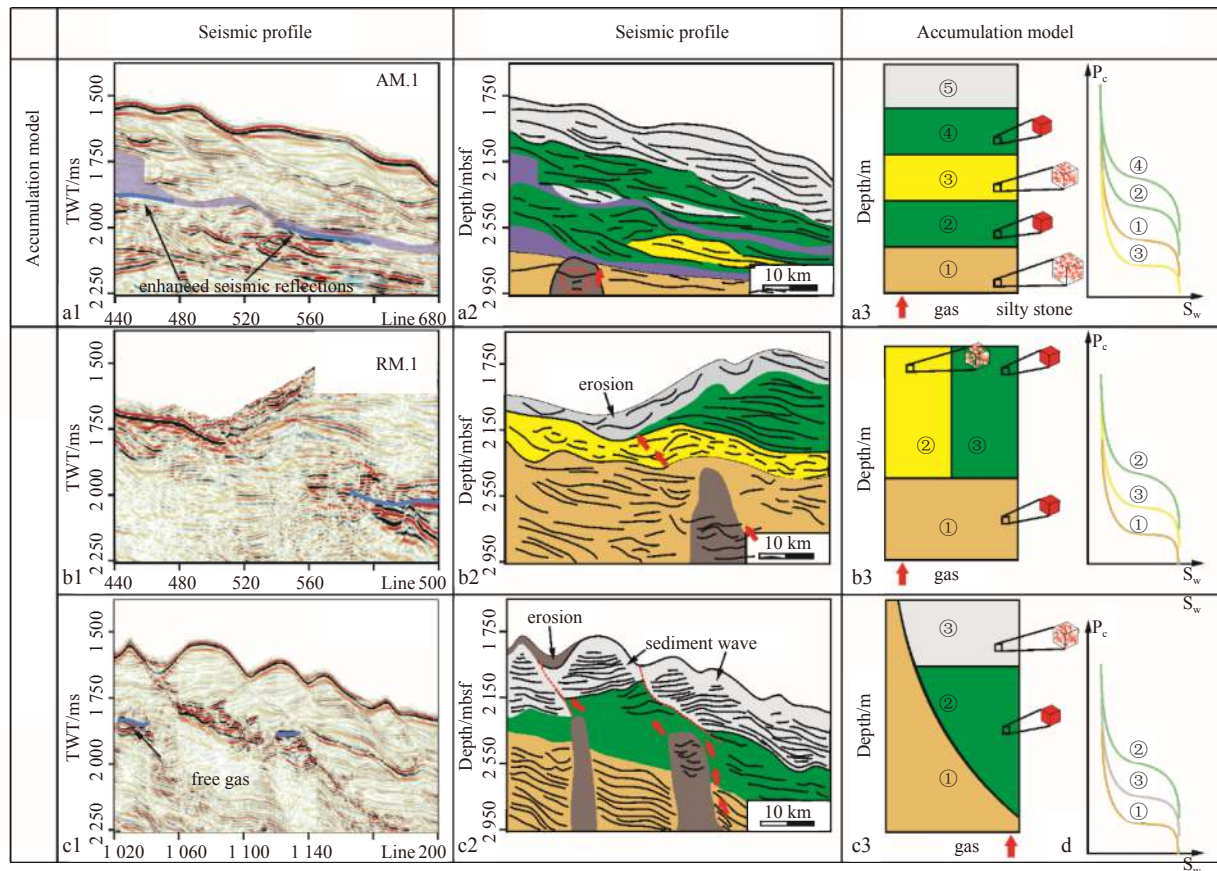 Seismic profile
Seismic profile
Accumulation model
Accumulation model
AM.1
TWT/ms
1 500
1 750
2 000
2 250
enhanced seismic reflections
a1
440 480 520 560 Line 680
Depth/mbsf
1 750
2 150
2 550
2 950
10 km
a2
Depth/m
⑤
④
③
②
①
a3
gas
silty stone
Pc
④
②
①
③
Sw
RM.1
TWT/ms
1 500
1 750
2 000
2 250
b1
440 480 520 560 Line 500
Depth/mbsf
1 750
2 150
2 550
2 950
erosion
10 km
b2
Depth/m
②
③
①
b3
gas
Pc
②
③
①
Sw
TWT/ms
1 500
1 750
2 000
2 250
free gas
c1
1 020 1 060 1 100 1 140 Line 200
Depth/mbsf
1 750
2 150
2 550
2 950
erosion
sediment wave
10 km
c2
Depth/m
③
②
①
c3
gas
d
Pc
②
③
①
Sw